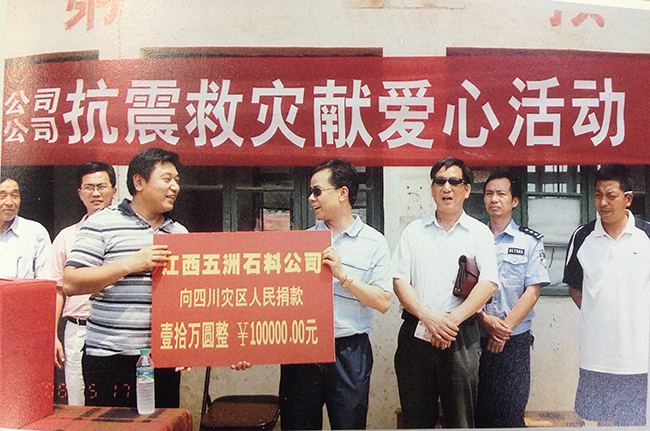 公司
公司
抗震救灾献爱心活动
江西五洲石料公司
向四川灾区人民捐款
壹拾万圆整 ￥100000.00元